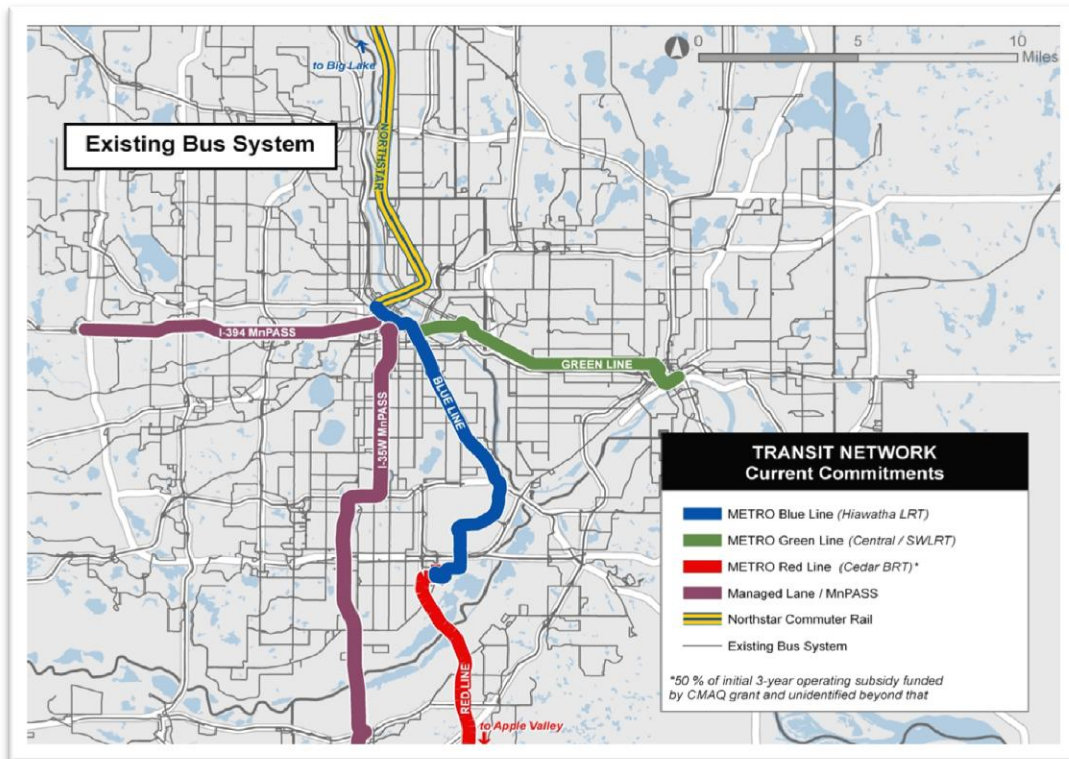 0 5 10
Miles
to Big Lake
Existing Bus System
NORTHSTAR
I-394 MnPASS
GREEN LINE
BLUE LINE
I-35W MnPASS
RED LINE
to Apple Valley
TRANSIT NETWORK
Current Commitments
METRO Blue Line (Hiawatha LRT)
METRO Green Line (Central / SWLRT)
METRO Red Line (Cedar BRT)*
Managed Lane / MnPASS
Northstar Commuter Rail
Existing Bus System
*50 % of initial 3-year operating subsidy funded
by CMAQ grant and unidentified beyond that